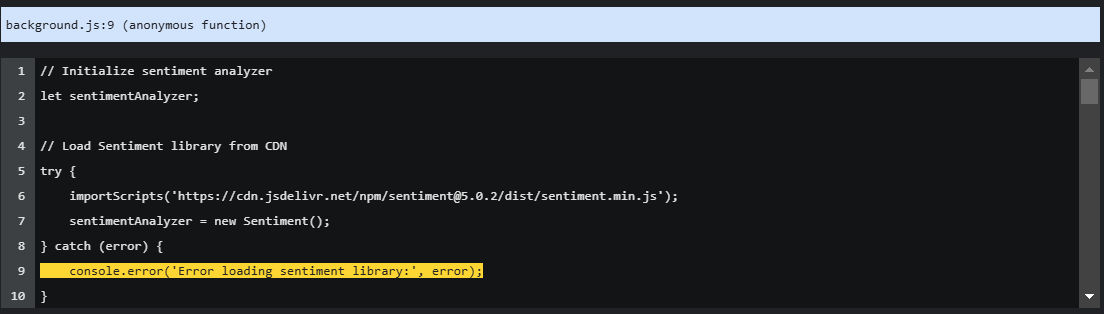 background.js:9 (anonymous function)
1 // Initialize sentiment analyzer
2 let sentimentAnalyzer;
3
4 // Load Sentiment library from CDN
5 try {
6     importScripts('https://cdn.jsdelivr.net/npm/sentiment@5.0.2/dist/sentiment.min.js');
7     sentimentAnalyzer = new Sentiment();
8 } catch (error) {
9     console.error('Error loading sentiment library:', error);
10 }